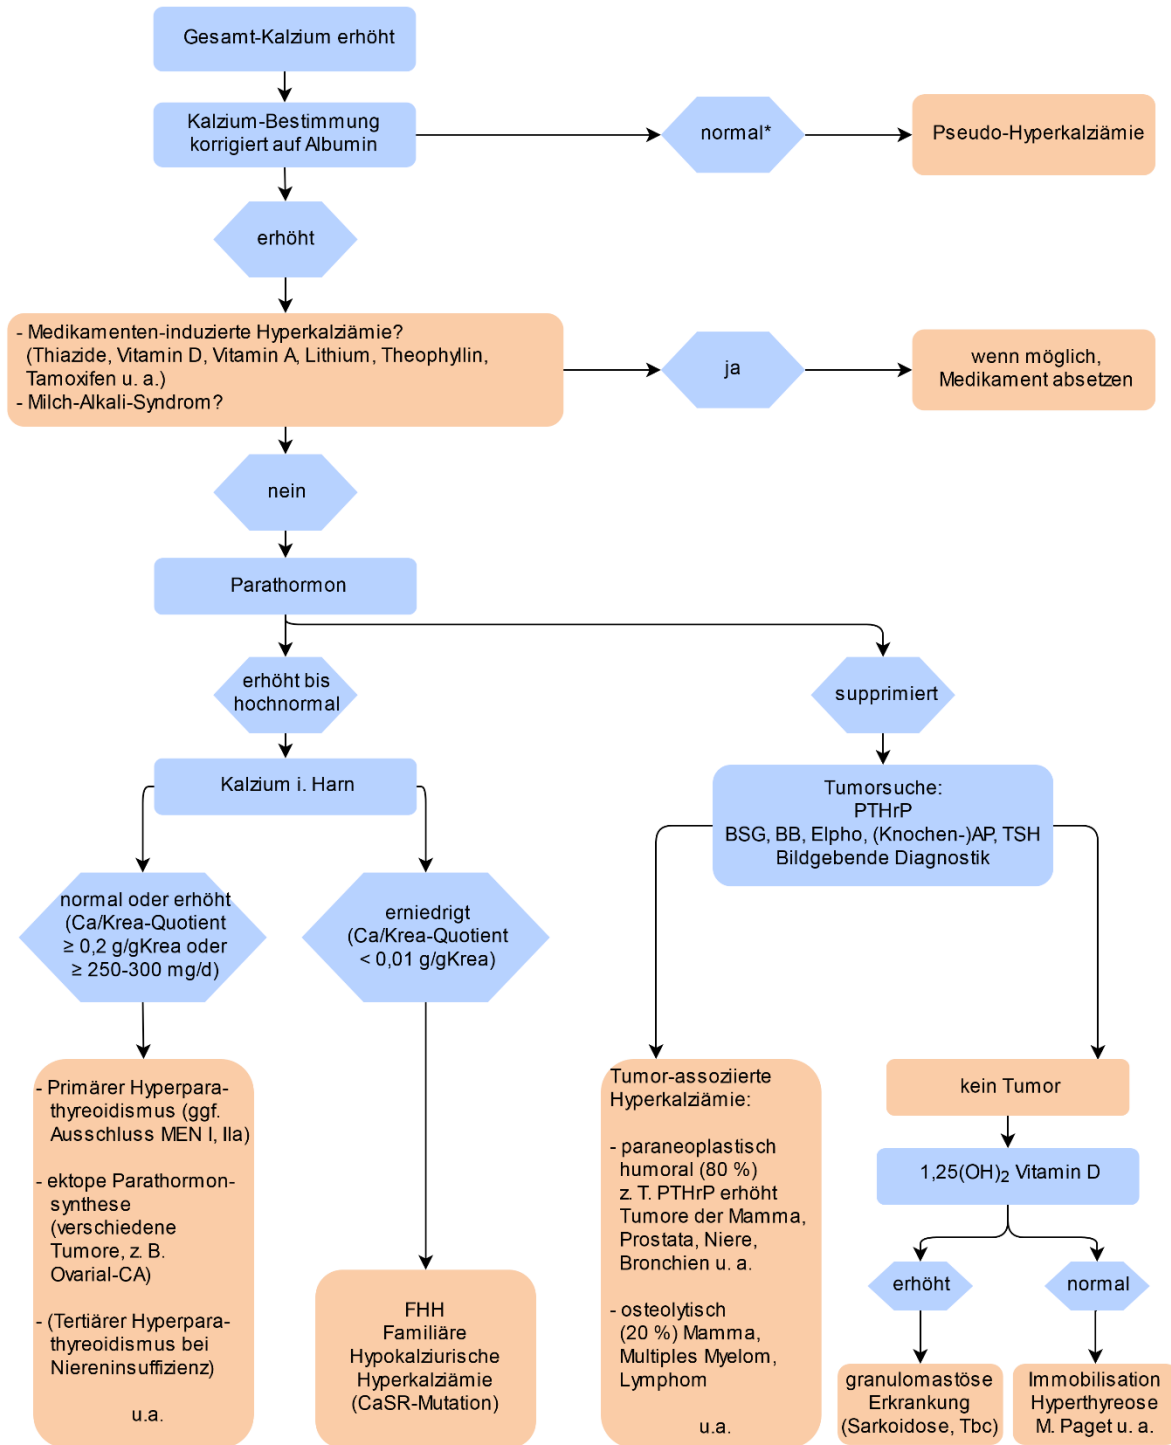 Gesamt-Kalzium erhöht
Kalzium-Bestimmung
korrigiert auf Albumin
normal*
Pseudo-Hyperkalziämie
erhöht
- Medikamenten-induzierte Hyperkalziämie?
(Thiazide, Vitamin D, Vitamin A, Lithium, Theophyllin,
Tamoxifen u. a.)
- Milch-Alkali-Syndrom?
ja
wenn möglich,
Medikament absetzen
nein
Parathormon
erhöht bis
hochnormal
supprimiert
Kalzium i. Harn
Tumorsuche:
PTHrP
BSG, BB, Elpho, (Knochen-)AP, TSH
Bildgebende Diagnostik
normal oder erhöht
(Ca/Krea-Quotient
≥ 0,2 g/gKrea oder
≥ 250-300 mg/d)
erniedrigt
(Ca/Krea-Quotient
< 0,01 g/gKrea)
- Primärer Hyperpara-
thyreoidismus (ggf.
Ausschluss MEN I, IIa)
- ektope Parathormon-
synthese
(verschiedene
Tumore, z. B.
Ovarial-CA)
- (Tertiärer Hyperpara-
thyreoidismus bei
Niereninsuffizienz)
u.a.
FHH
Familiäre
Hypokalziurische
Hyperkalziämie
(CaSR-Mutation)
Tumor-assoziierte
Hyperkalziämie:
- paraneoplastisch
humoral (80 %)
z. T. PTHrP erhöht
Tumore der Mamma,
Prostata, Niere,
Bronchien u. a.
- osteolytisch
(20 %) Mamma,
Multiples Myelom,
Lymphom
u.a.
kein Tumor
1,25(OH)₂ Vitamin D
erhöht
normal
granulomastöse
Erkrankung
(Sarkoidose, Tbc)
Immobilisation
Hyperthyreose
M. Paget u. a.